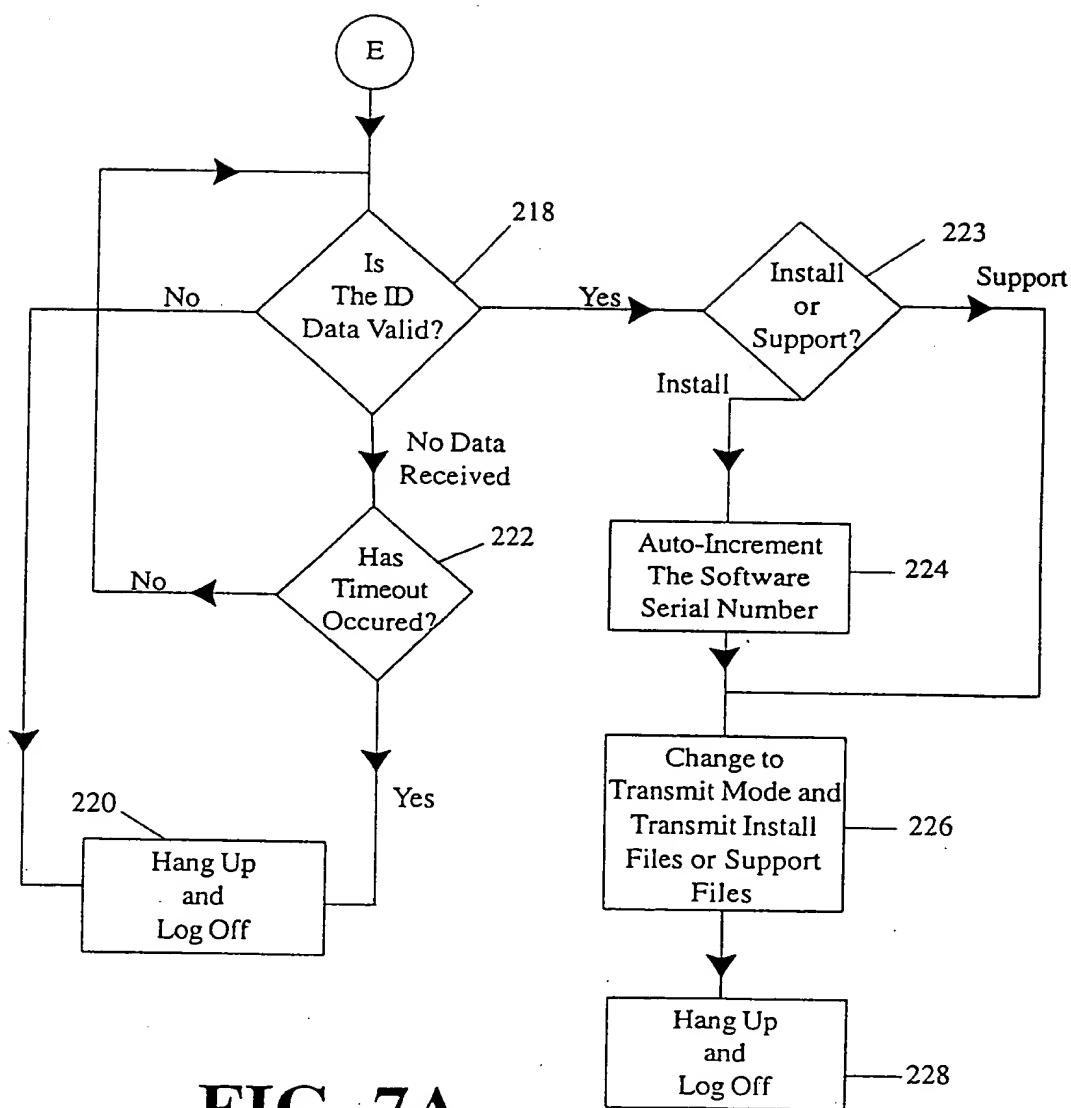 E
218
Is
The ID
Data Valid?
No
Yes
223
Install
or
Support?
Support
Install
No Data
Received
222
Has
Timeout
Occured?
No
Yes
Auto-Increment
The Software
Serial Number
224
220
Hang Up
and
Log Off
Change to
Transmit Mode and
Transmit Install
Files or Support
Files
226
Hang Up
and
Log Off
228
FIG. 7A